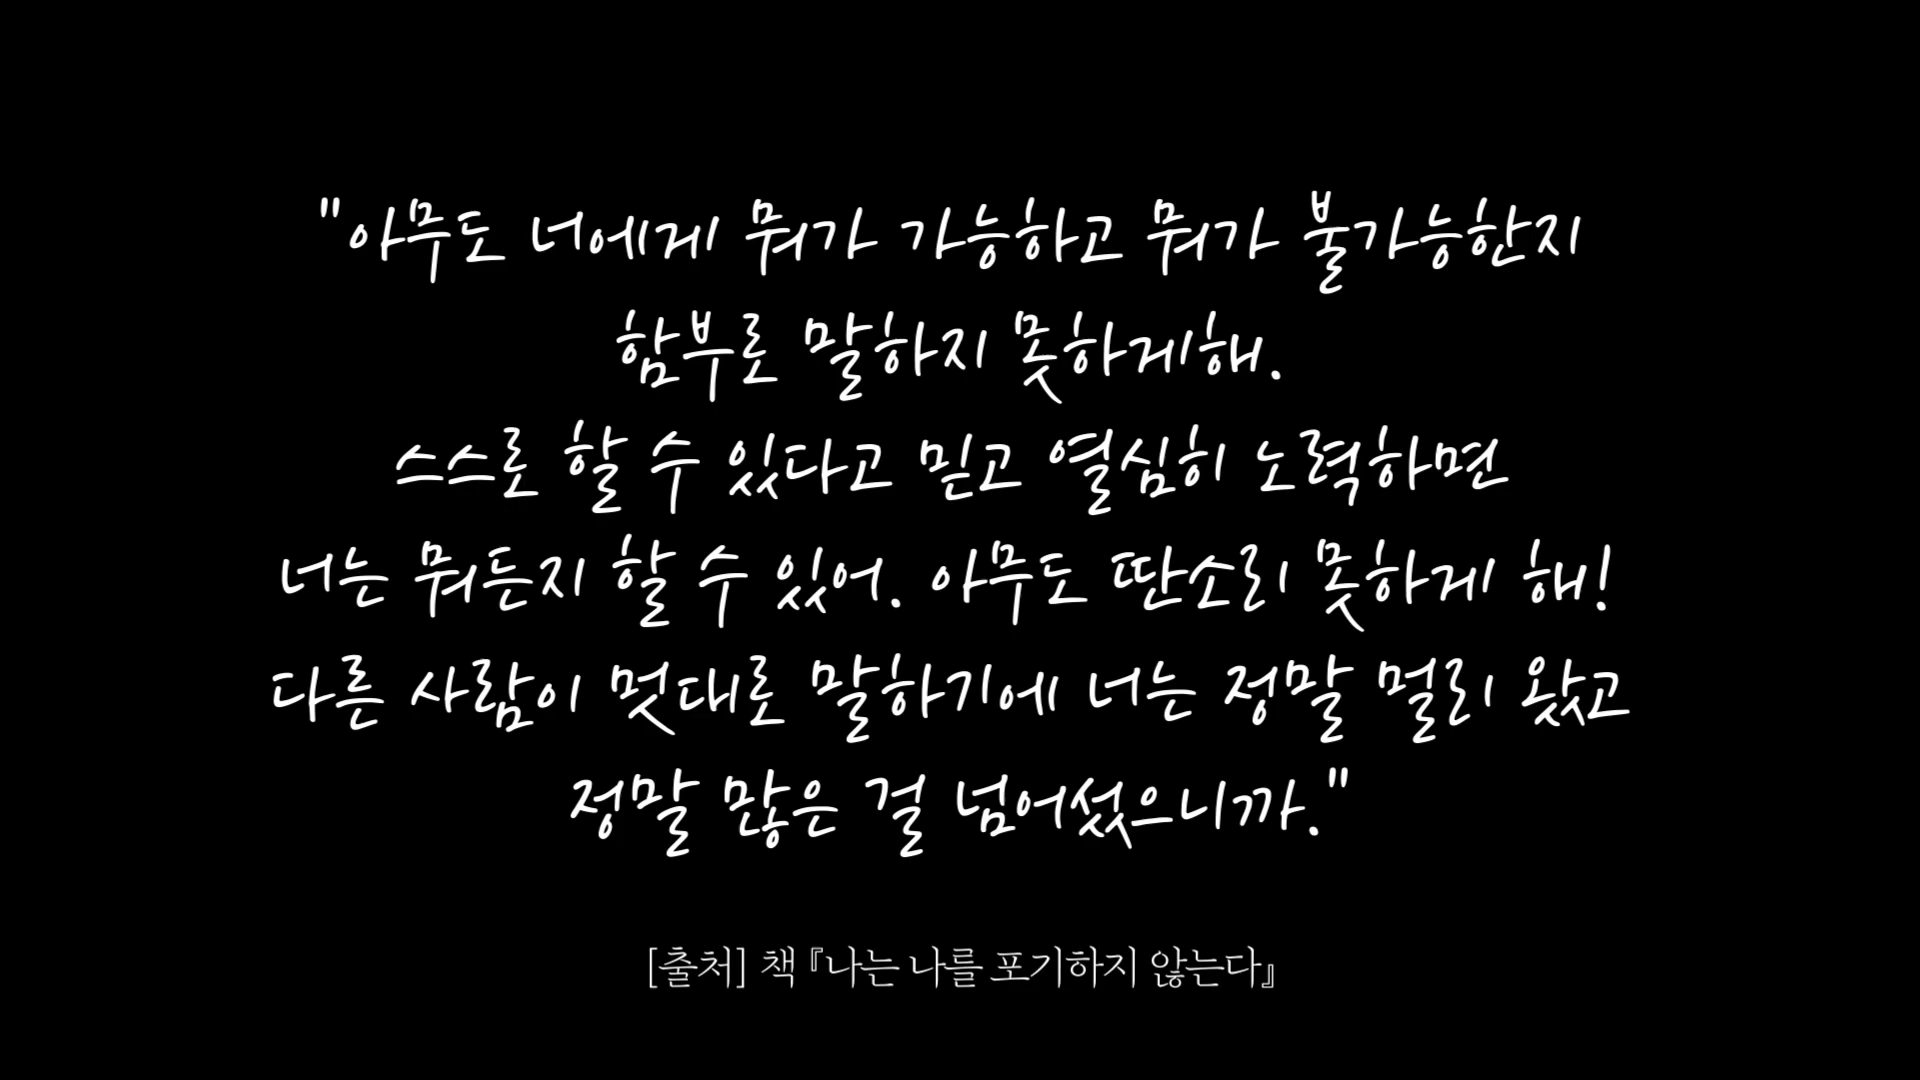 "아무도 너에게 뭐가 가능하고 뭐가 불가능한지
함부로 말하지 못하게해.
스스로 할 수 있다고 믿고 열심히 노력하면
너는 뭐든지 할 수 있어. 아무도 딴소리 못하게 해!
다른 사람이 멋대로 말하기에 너는 정말 멀리 왔고
정말 많은 걸 넘어섰으니까."
[출처] 책 『나는 나를 포기하지 않는다』